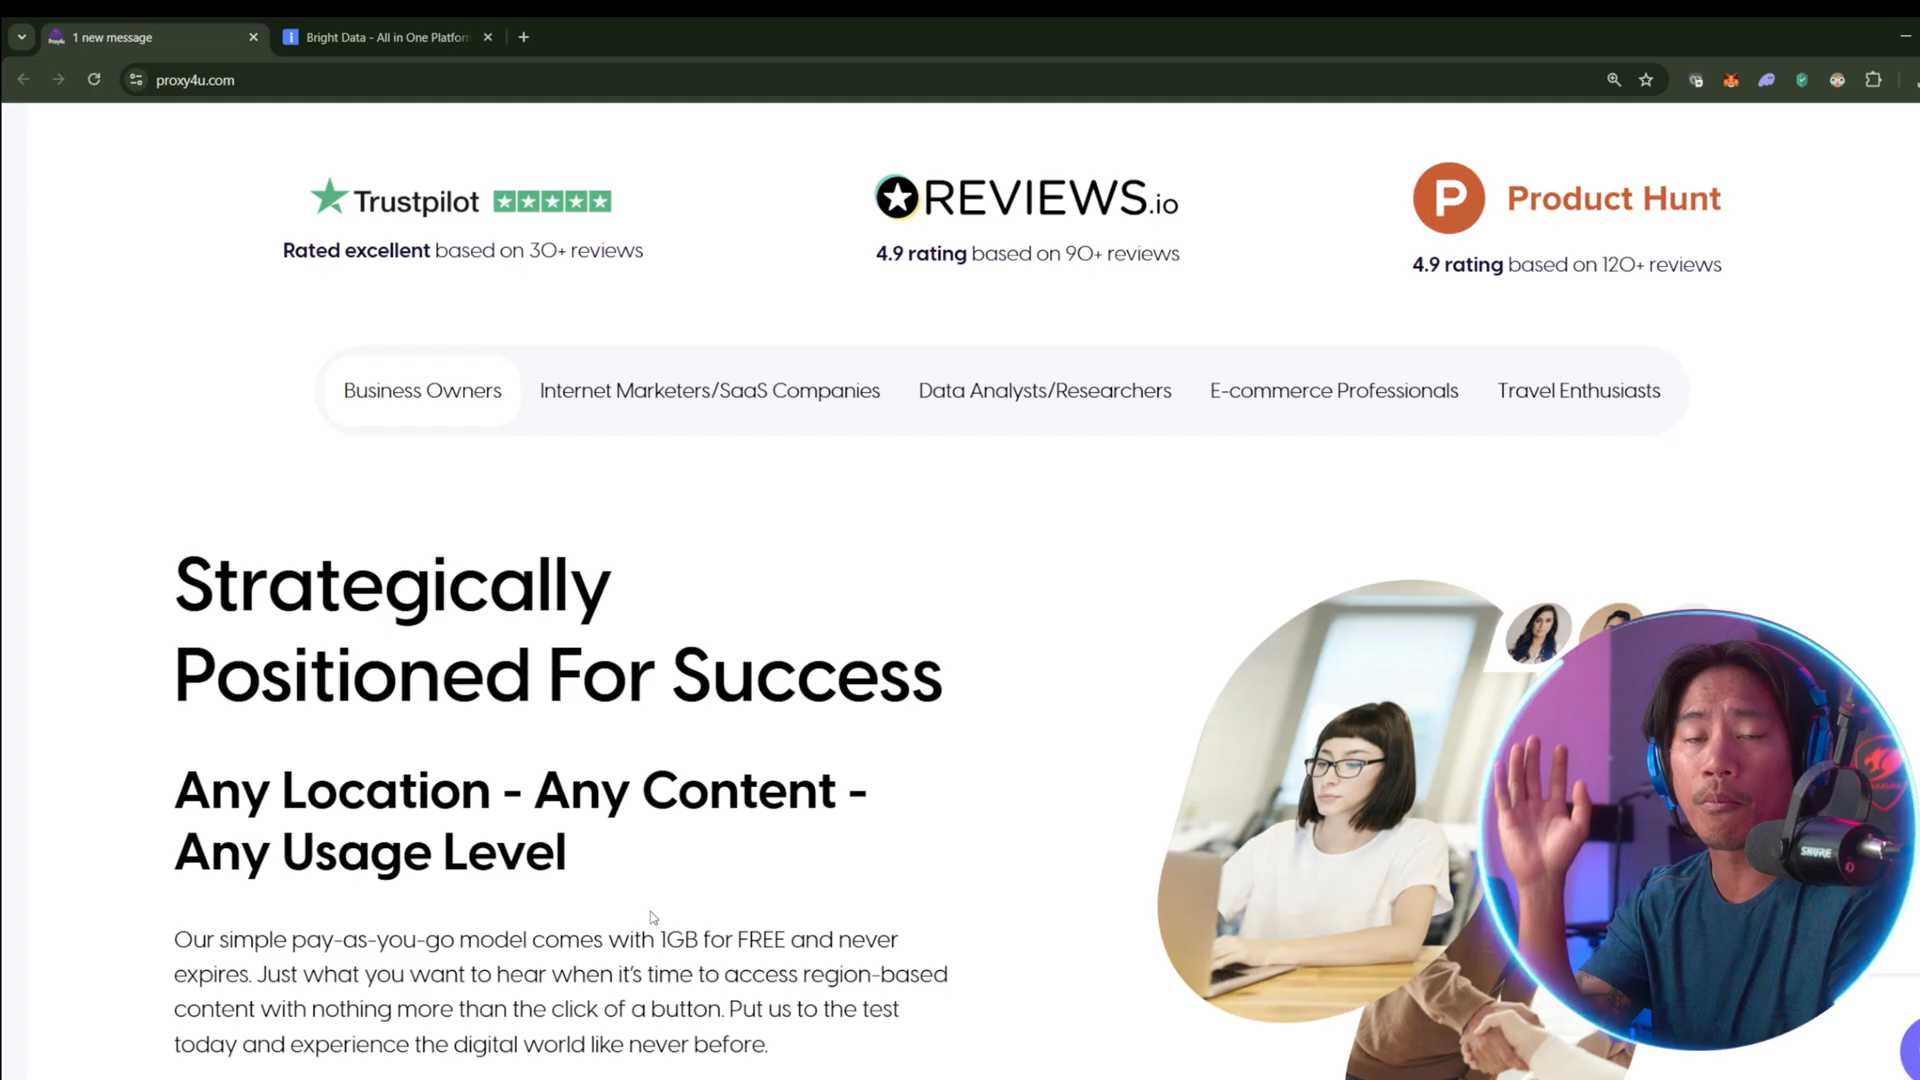 1 new message
Bright Data - All in One Platform
proxy4u.com
Trustpilot
REVIEWS.io
Product Hunt
Rated excellent based on 30+ reviews
4.9 rating based on 90+ reviews
4.9 rating based on 120+ reviews
Business Owners
Internet Marketers/SaaS Companies
Data Analysts/Researchers
E-commerce Professionals
Travel Enthusiasts
Strategically
Positioned For Success
Any Location - Any Content -
Any Usage Level
Our simple pay-as-you-go model comes with 1GB for FREE and never
expires. Just what you want to hear when it's time to access region-based
content with nothing more than the click of a button. Put us to the test
today and experience the digital world like never before.
SHURE